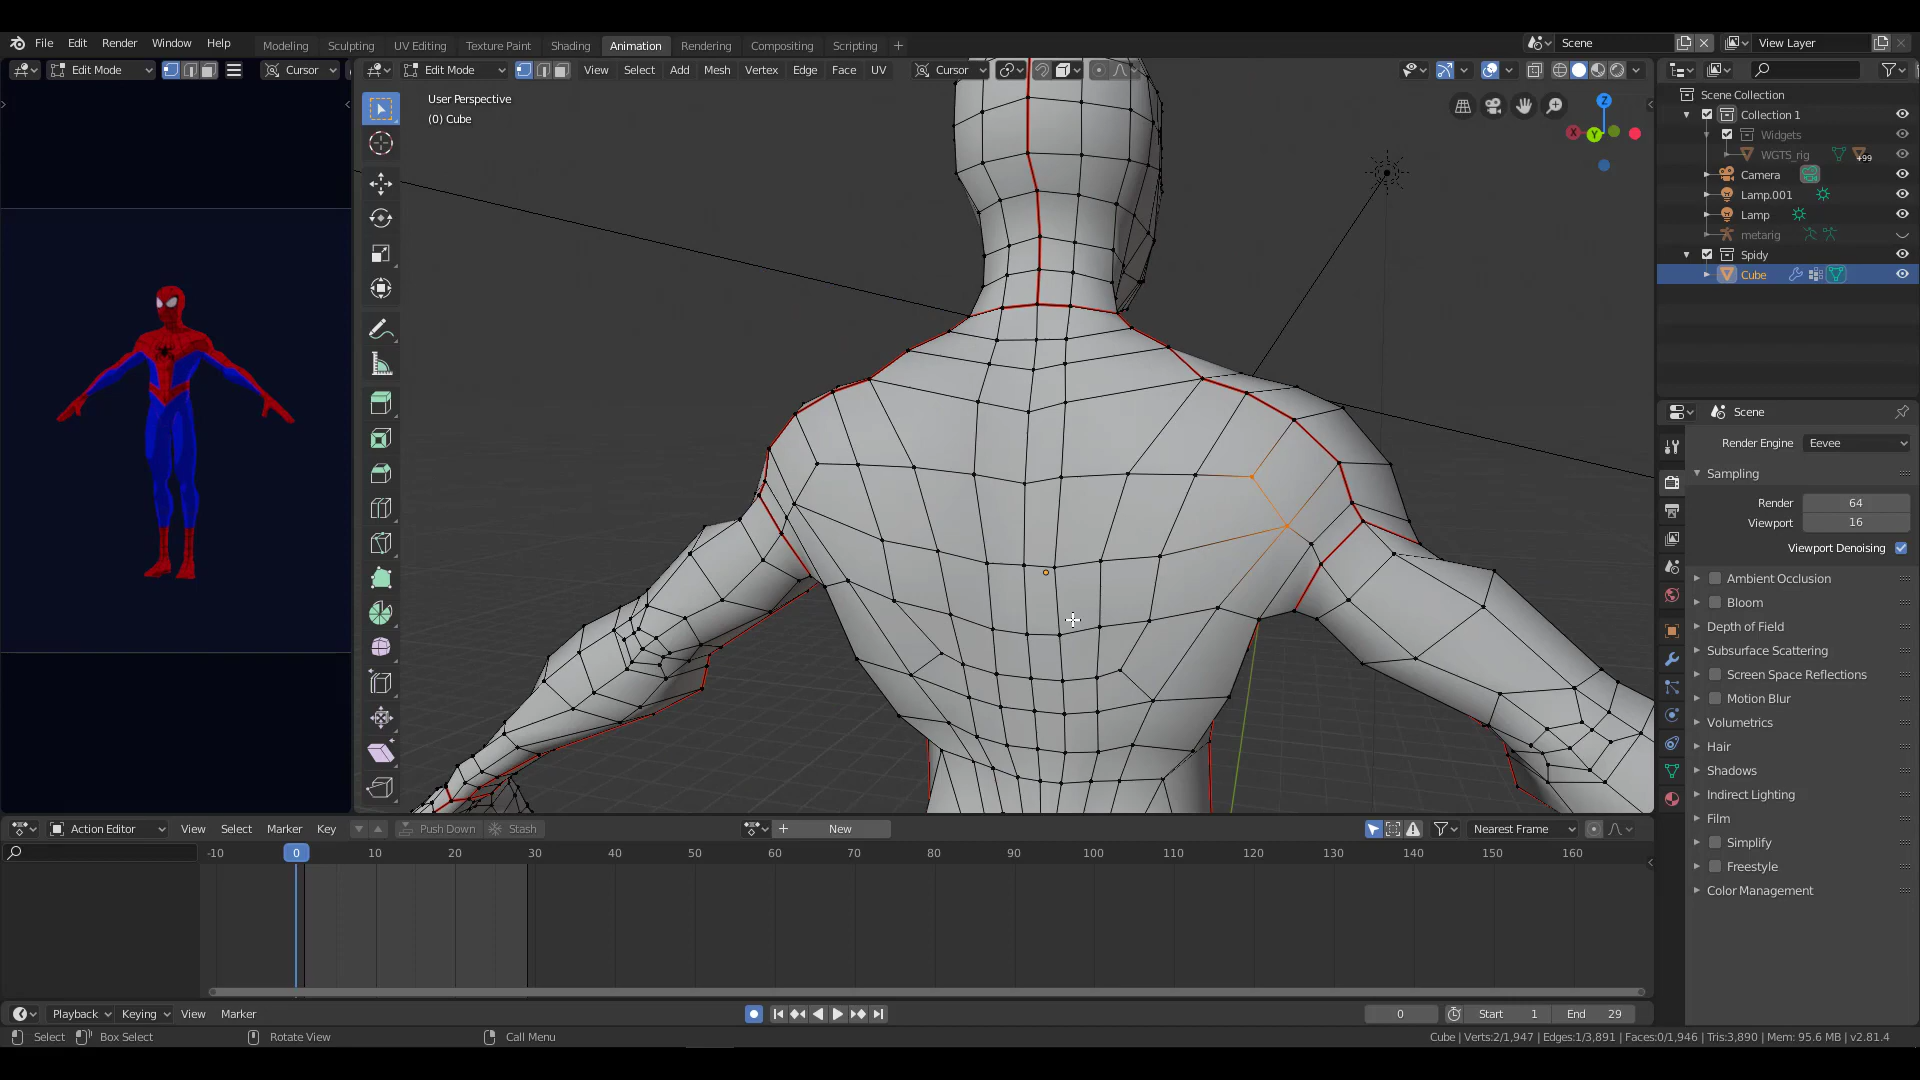 File Edit Render Window Help Modeling Sculpting UV Editing Texture Paint Shading Animation Rendering Compositing Scripting + Scene View Layer
Edit Mode Cursor Edit Mode View Select Add Mesh Vertex Edge Face UV Cursor
User Perspective
(0) Cube
Z
X
Y
Scene Collection
Collection 1
Widgets
WGTS_rig +99
Camera
Lamp.001
Lamp
metarig
Spidy
Cube
Scene
Render Engine Eevee
Sampling
Render 64
Viewport 16
Viewport Denoising
Ambient Occlusion
Bloom
Depth of Field
Subsurface Scattering
Screen Space Reflections
Motion Blur
Volumetrics
Hair
Shadows
Indirect Lighting
Film
Simplify
Freestyle
Color Management
Action Editor View Select Marker Key Push Down Stash + New Nearest Frame
-10 0 10 20 30 40 50 60 70 80 90 100 110 120 130 140 150 160
Playback Keying View Marker 0 Start 1 End 29
Select Box Select Rotate View Call Menu Cube | Verts:2/1,947 | Edges:1/3,891 | Faces:0/1,946 | Tris:3,890 | Mem: 95.6 MB | v2.81.4